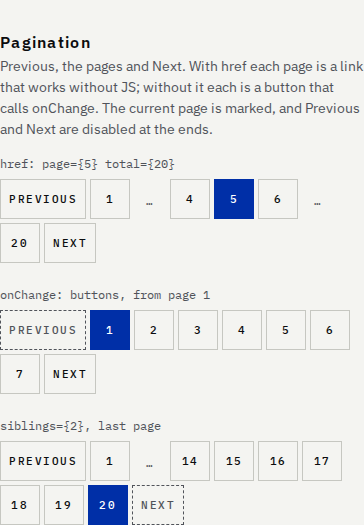 Pagination
Previous, the pages and Next. With href each page is a link
that works without JS; without it each is a button that
calls onChange. The current page is marked, and Previous
and Next are disabled at the ends.
href: page={5} total={20}
PREVIOUS 1 … 4 5 6 …
20 NEXT
onChange: buttons, from page 1
PREVIOUS 1 2 3 4 5 6
7 NEXT
siblings={2}, last page
PREVIOUS 1 … 14 15 16 17
18 19 20 NEXT